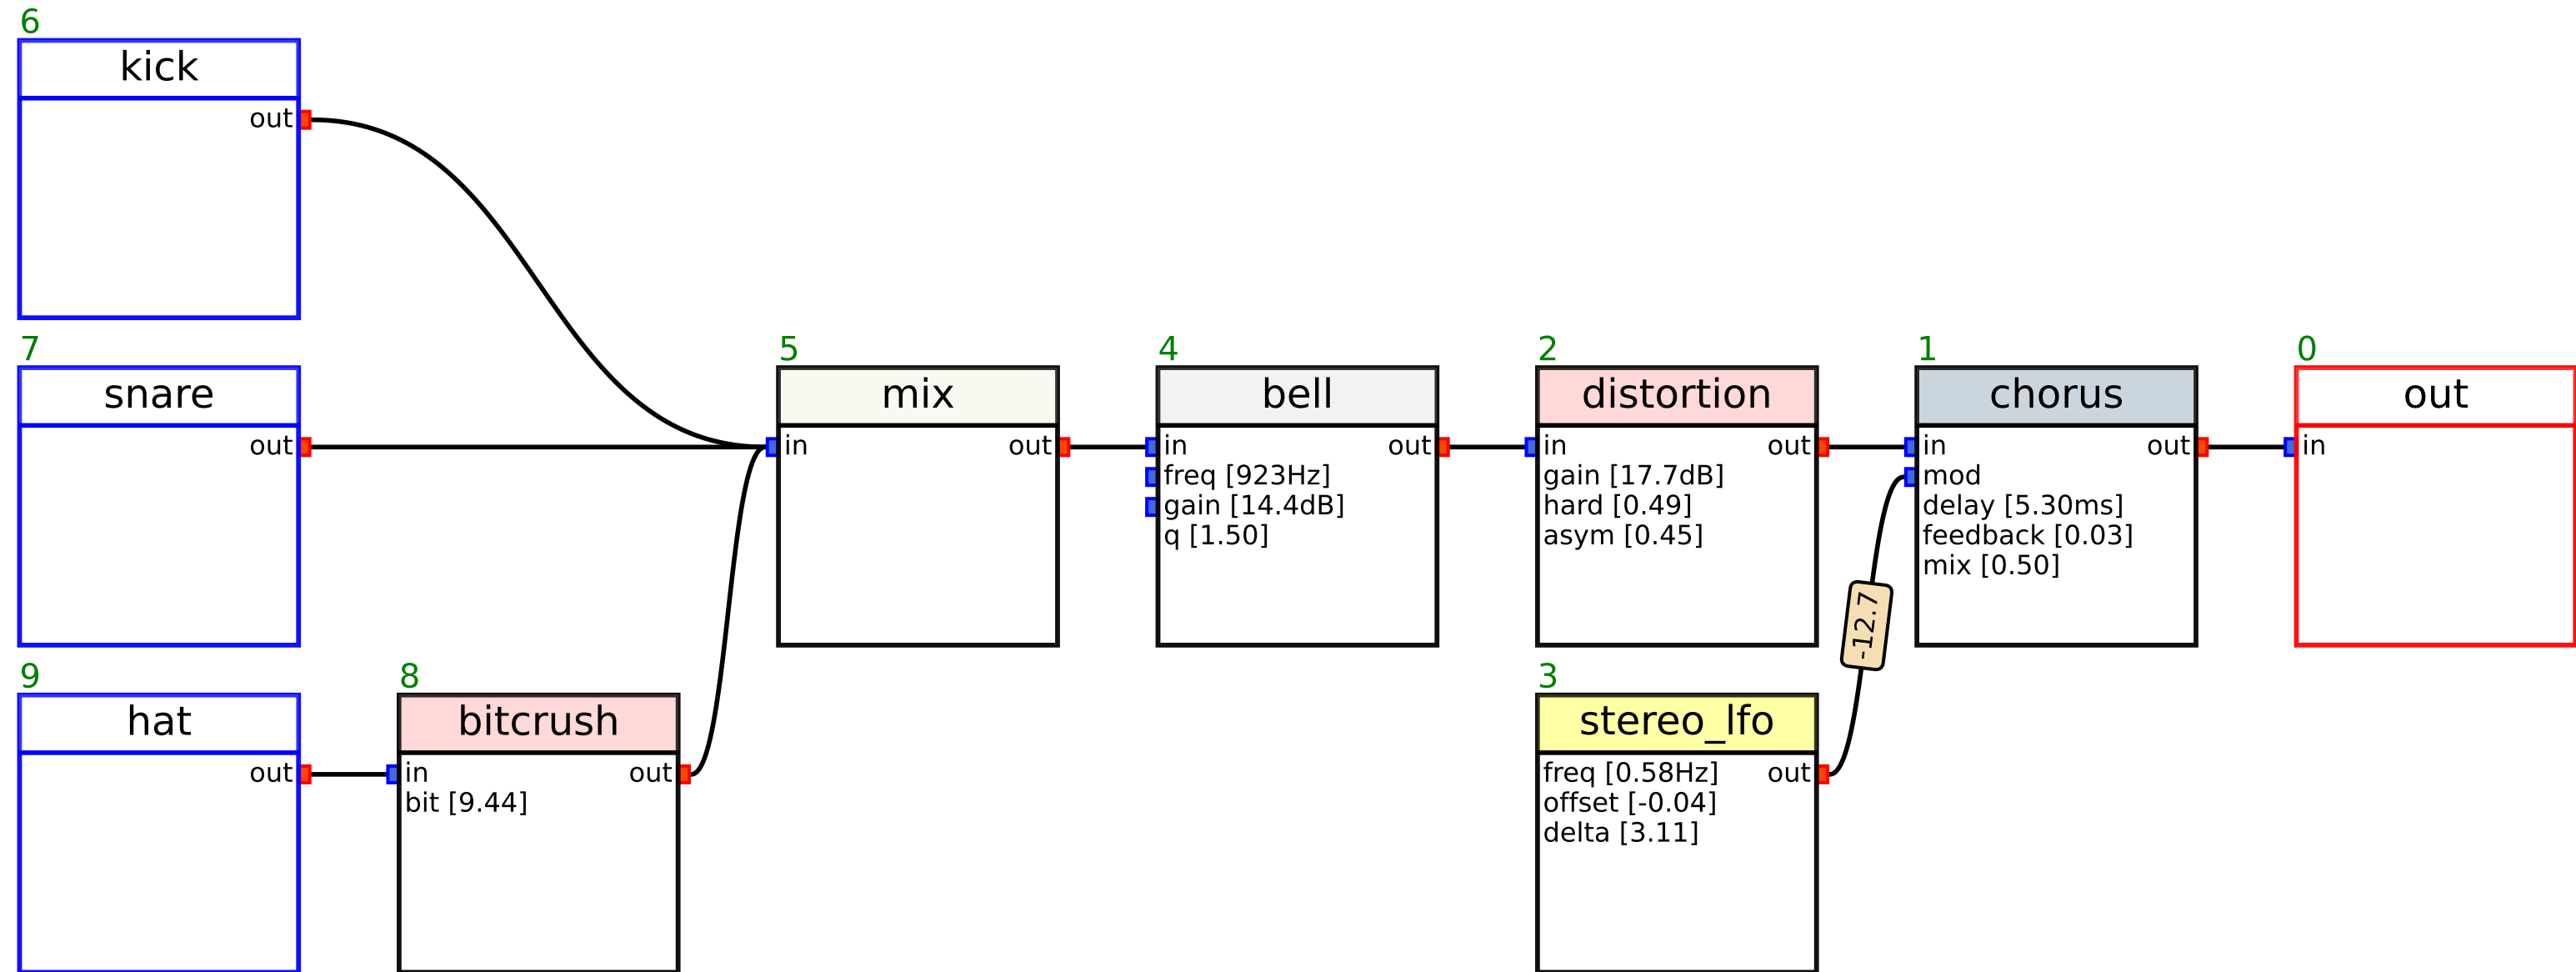 6
kick
out
7
snare
out
9
hat
out
8
bitcrush
in out
bit [9.44]
5
mix
in out
4
bell
in out
freq [923Hz]
gain [14.4dB]
q [1.50]
2
distortion
in out
gain [17.7dB]
hard [0.49]
asym [0.45]
3
stereo_lfo
freq [0.58Hz] out
offset [-0.04]
delta [3.11]
-12.7
1
chorus
in out
mod
delay [5.30ms]
feedback [0.03]
mix [0.50]
0
out
in